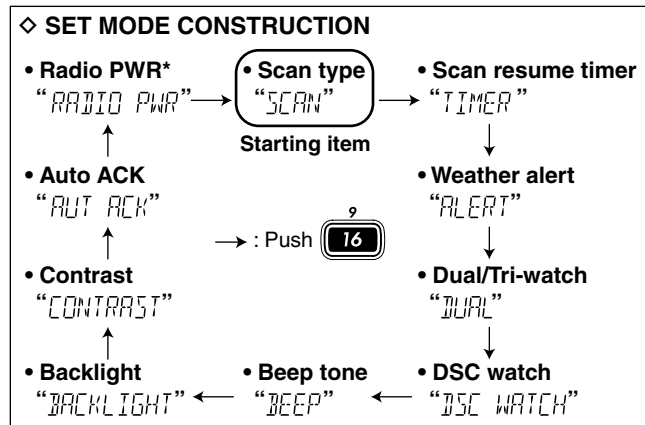 ◇ SET MODE CONSTRUCTION
• Radio PWR*
“RADIO PWR”
• Scan type
“SCAN”
Starting item
• Scan resume timer
“TIMER”
• Auto ACK
“AUT ACK”
• Weather alert
“ALERT”
→ : Push 9 16
• Contrast
“CONTRAST”
• Dual/Tri-watch
“DUAL”
• Backlight
“BACKLIGHT”
• Beep tone
“BEEP”
• DSC watch
“DSC WATCH”